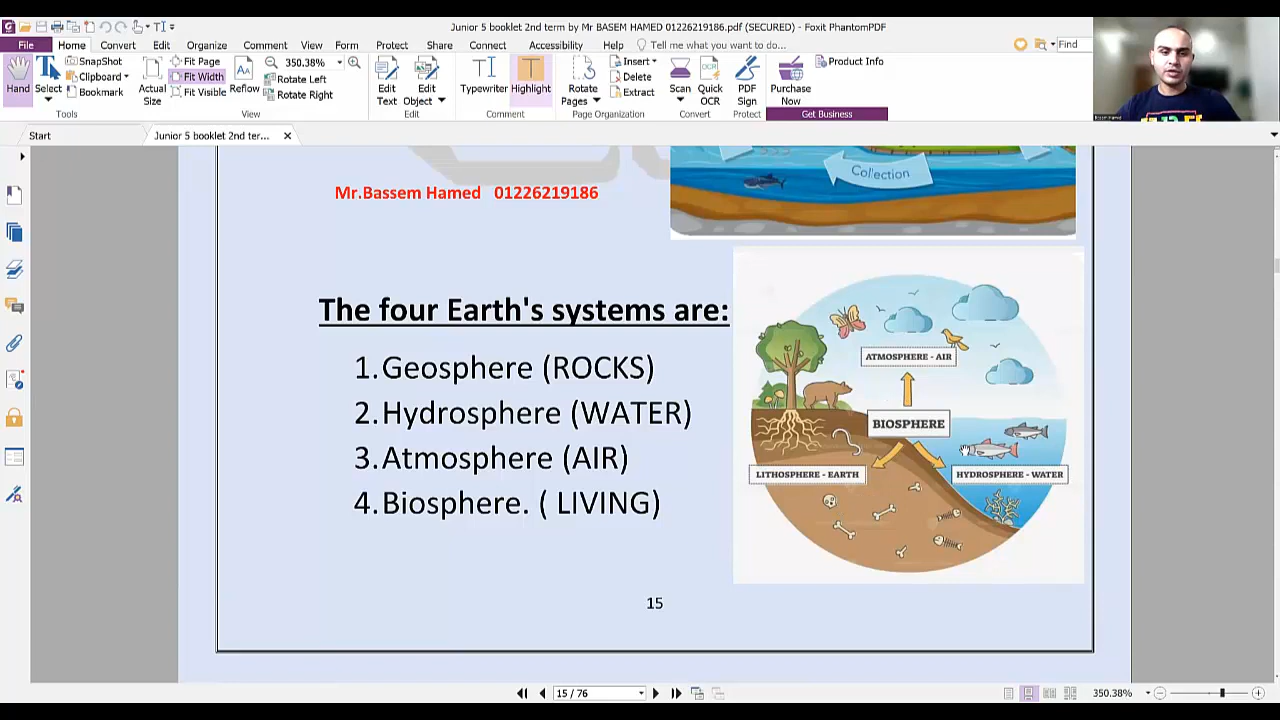 Junior 5 booklet 2nd term by Mr BASEM HAMED 01226219186.pdf (SECURED) - Foxit PhantomPDF
File Home Convert Edit Organize Comment View Form Protect Share Connect Accessibility Help Tell me what you want to do... Find
Hand
Select
SnapShot
Clipboard
Bookmark
Tools
Actual Size
Fit Page
Fit Width
Fit Visible
Reflow
350.38%
Rotate Left
Rotate Right
View
Edit Text
Edit Object
Edit
Typewriter
Highlight
Comment
Rotate Pages
Insert
Delete
Extract
Page Organization
Scan
Quick OCR
Convert
PDF Sign
Protect
Purchase Now
Product Info
Get Business
Start
Junior 5 booklet 2nd ter...
Collection
Mr.Bassem Hamed 01226219186
The four Earth's systems are:
1.Geosphere (ROCKS)
2.Hydrosphere (WATER)
3.Atmosphere (AIR)
4.Biosphere. ( LIVING)
ATMOSPHERE - AIR
BIOSPHERE
LITHOSPHERE - EARTH
HYDROSPHERE - WATER
15
15 / 76
350.38%